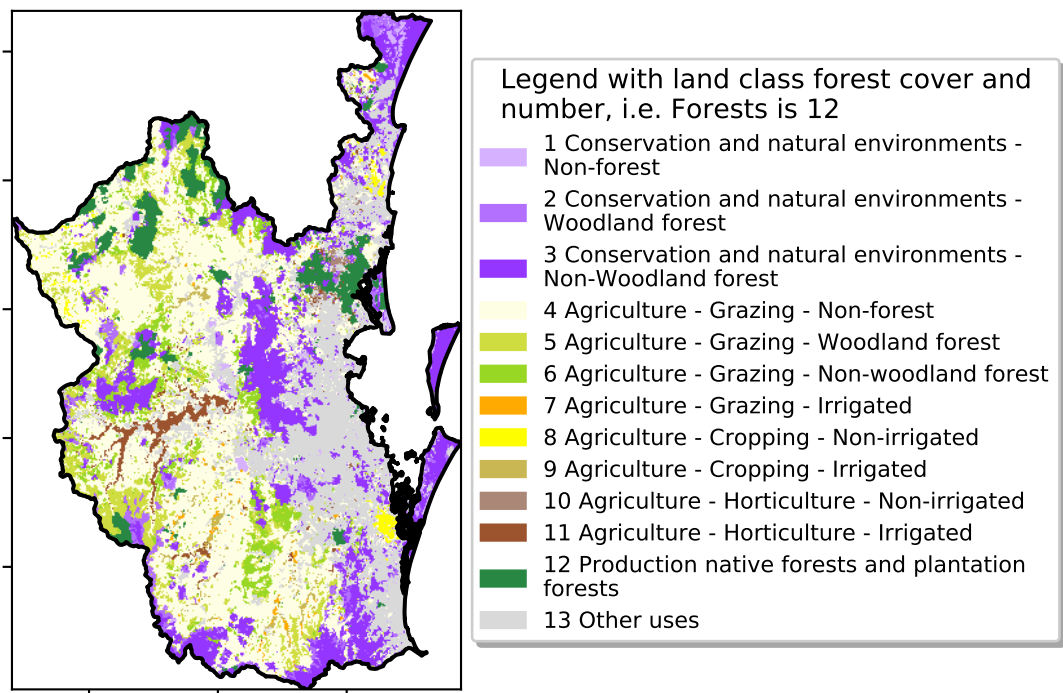 Legend with land class forest cover and
number, i.e. Forests is 12
1 Conservation and natural environments -
Non-forest
2 Conservation and natural environments -
Woodland forest
3 Conservation and natural environments -
Non-Woodland forest
4 Agriculture - Grazing - Non-forest
5 Agriculture - Grazing - Woodland forest
6 Agriculture - Grazing - Non-woodland forest
7 Agriculture - Grazing - Irrigated
8 Agriculture - Cropping - Non-irrigated
9 Agriculture - Cropping - Irrigated
10 Agriculture - Horticulture - Non-irrigated
11 Agriculture - Horticulture - Irrigated
12 Production native forests and plantation
forests
13 Other uses